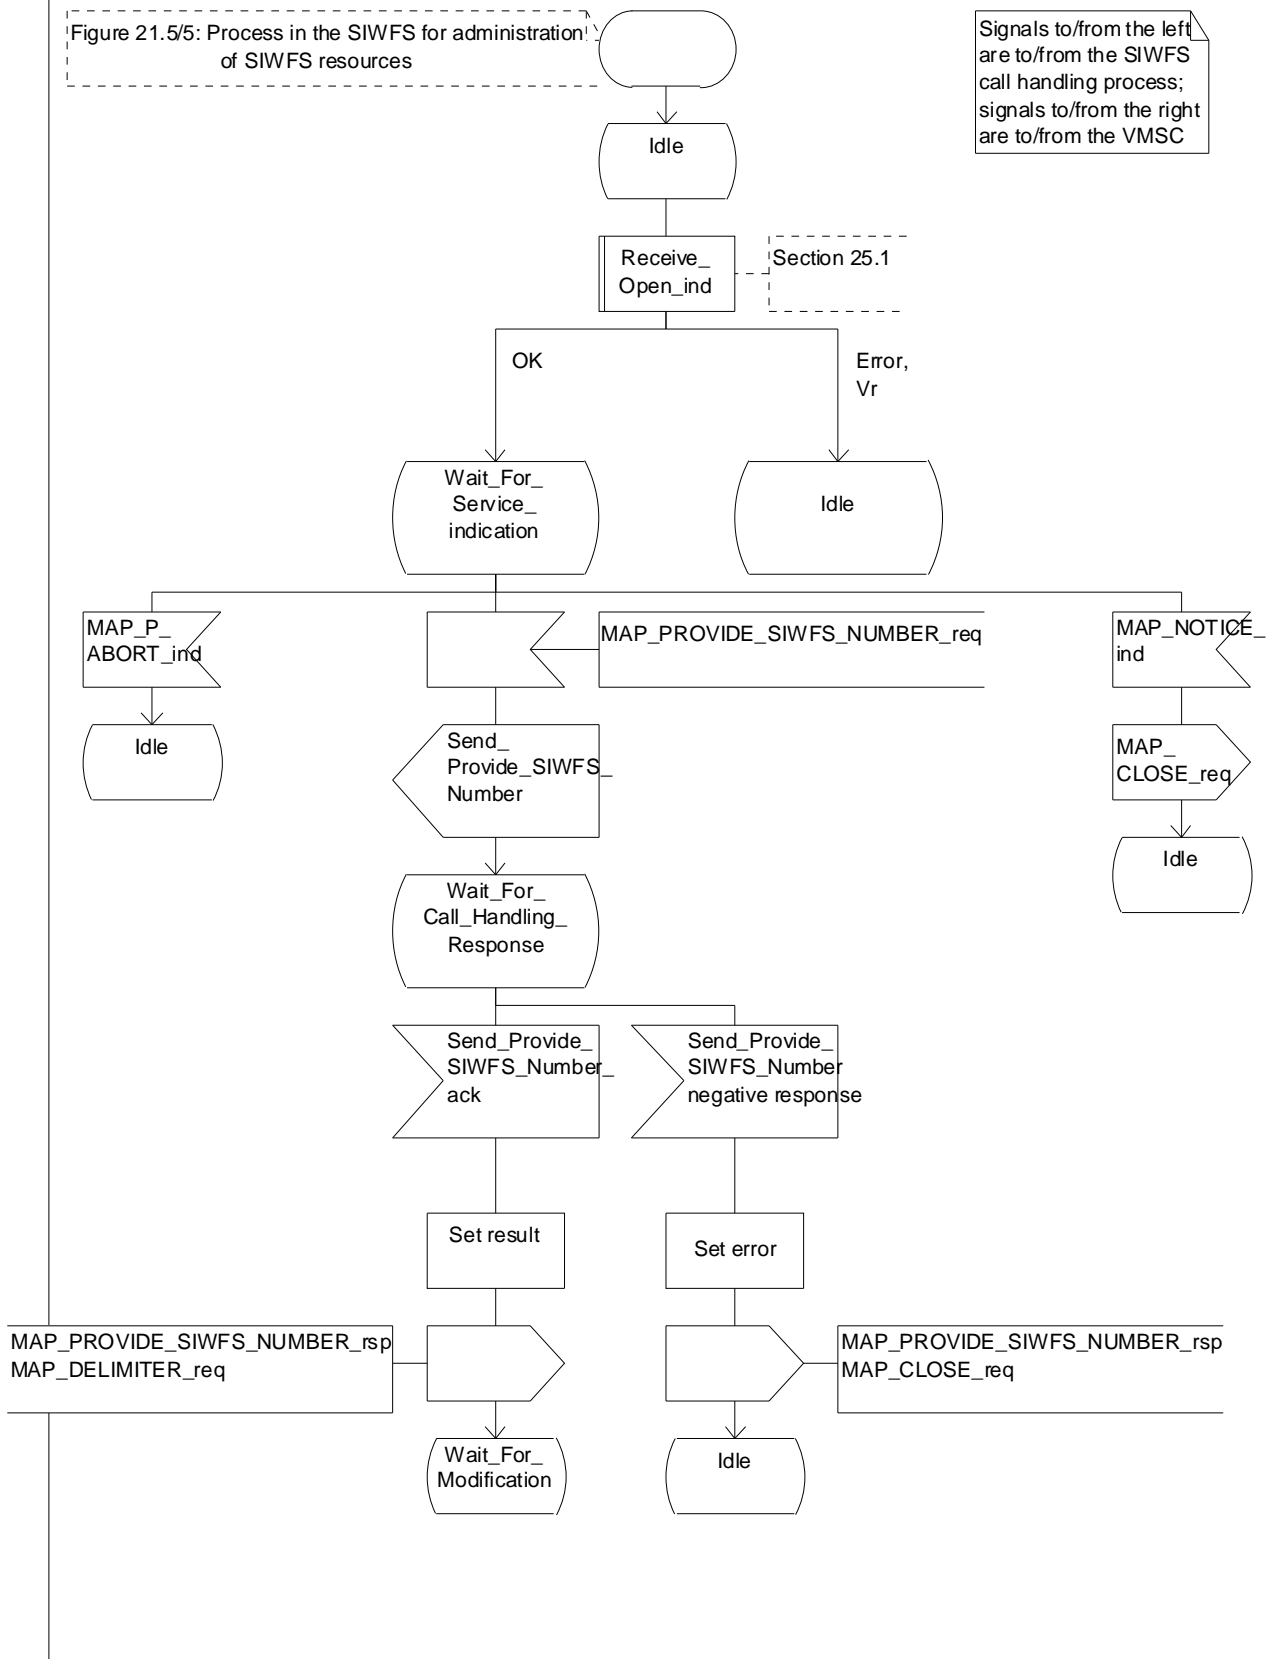 Figure 21.5/5: Process in the SIWFS for administration
of SIWFS resources
Signals to/from the left
are to/from the SIWFS
call handling process;
signals to/from the right
are to/from the VMSC
Idle
Receive_
Open_ind
Section 25.1
OK
Error,
Vr
Wait_For_
Service_
indication
Idle
MAP_P_
ABORT_ind
MAP_PROVIDE_SIWFS_NUMBER_req
MAP_NOTICE_
ind
Idle
Send_
Provide_SIWFS_
Number
MAP_
CLOSE_req
Idle
Wait_For_
Call_Handling_
Response
Send_Provide_
SIWFS_Number_
ack
Send_Provide_
SIWFS_Number
negative response
Set result
Set error
MAP_PROVIDE_SIWFS_NUMBER_rsp
MAP_DELIMITER_req
MAP_PROVIDE_SIWFS_NUMBER_rsp
MAP_CLOSE_req
Wait_For_
Modification
Idle